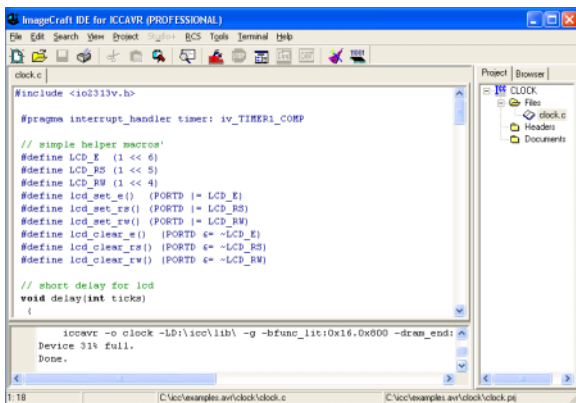 ImageCraft IDE for ICCAVR (PROFESSIONAL)
File Edit Search View Project Studio+ RCS Tools Terminal Help
clock.c
#include <io2313v.h>
#pragma interrupt_handler timer: iv_TIMER1_COMP
// simple helper macros'
#define LCD_E (1 << 6)
#define LCD_RS (1 << 5)
#define LCD_RW (1 << 4)
#define lcd_set_e() (PORTD |= LCD_E)
#define lcd_set_rs() (PORTD |= LCD_RS)
#define lcd_set_rw() (PORTD |= LCD_RW)
#define lcd_clear_e() (PORTD &= ~LCD_E)
#define lcd_clear_rs() (PORTD &= ~LCD_RS)
#define lcd_clear_rw() (PORTD &= ~LCD_RW)
// short delay for lcd
void delay(int ticks)
{
Project Browser
CLOCK
Files
clock.c
Headers
Documents
iccavr -o clock -LD:\icc\lib\ -g -bfunc_lit:0x16.0x800 -dram_end:
Device 31% full.
Done.
1: 18 C:\icc\examples.avr\clock\clock.c C:\icc\examples.avr\clock\clock.prj